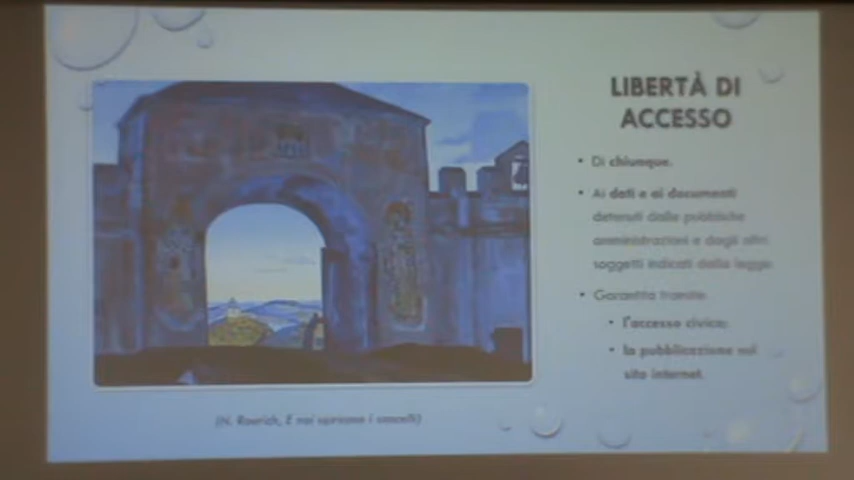 LIBERTÀ DI
ACCESSO
• Di chiunque.
• Ai dati e ai documenti
detenuti dalle pubbliche
amministrazioni e dagli altri
soggetti indicati dalla legge.
• Garantita tramite:
• l'accesso civico;
• la pubblicazione sul
sito internet.
(N. Roerich, E noi apriamo i cancelli)